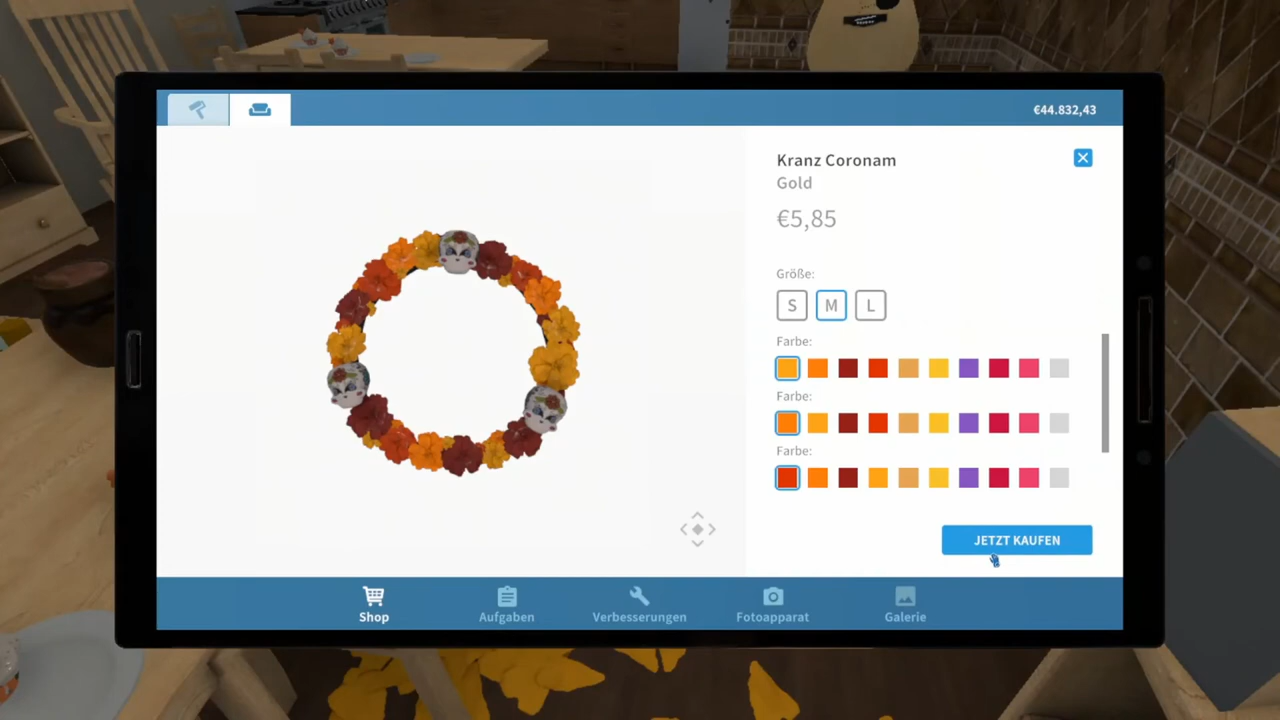 €44.832,43
Kranz Coronam
Gold
€5,85
Größe:
S M L
Farbe:
Farbe:
Farbe:
JETZT KAUFEN
Shop Aufgaben Verbesserungen Fotoapparat Galerie